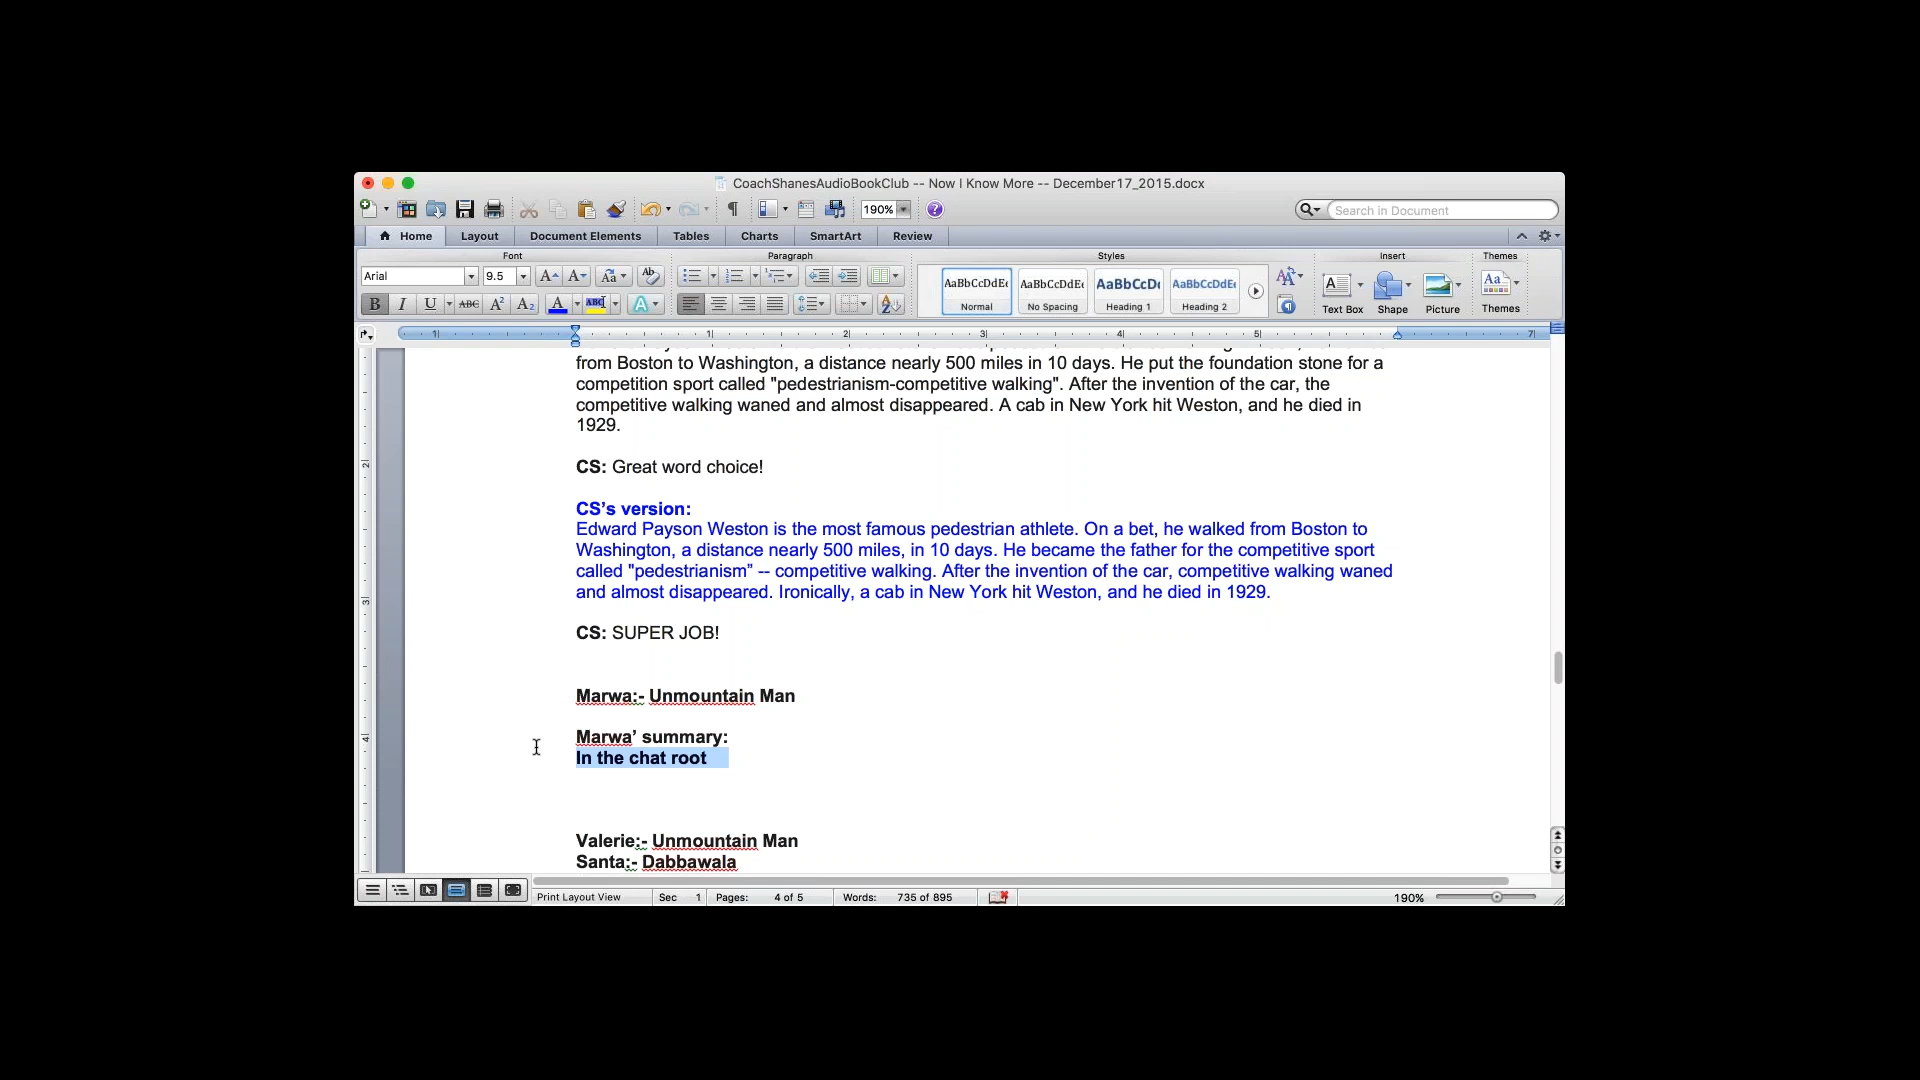 CoachShanesAudioBookClub -- Now I Know More -- December17_2015.docx
190%
Search in Document
Home Layout Document Elements Tables Charts SmartArt Review
Font Paragraph Styles Insert Themes
Arial 9.5
AaBbCcDdEe AaBbCcDdEe AaBbCcDı AaBbCcDdEe
Normal No Spacing Heading 1 Heading 2
Text Box Shape Picture Themes
from Boston to Washington, a distance nearly 500 miles in 10 days. He put the foundation stone for a
competition sport called "pedestrianism-competitive walking". After the invention of the car, the
competitive walking waned and almost disappeared. A cab in New York hit Weston, and he died in
1929.
CS: Great word choice!
CS’s version:
Edward Payson Weston is the most famous pedestrian athlete. On a bet, he walked from Boston to
Washington, a distance nearly 500 miles, in 10 days. He became the father for the competitive sport
called "pedestrianism” -- competitive walking. After the invention of the car, competitive walking waned
and almost disappeared. Ironically, a cab in New York hit Weston, and he died in 1929.
CS: SUPER JOB!
Marwa:- Unmountain Man
Marwa’ summary:
In the chat root
Valerie:- Unmountain Man
Santa:- Dabbawala
Print Layout View Sec 1 Pages: 4 of 5 Words: 735 of 895 190%